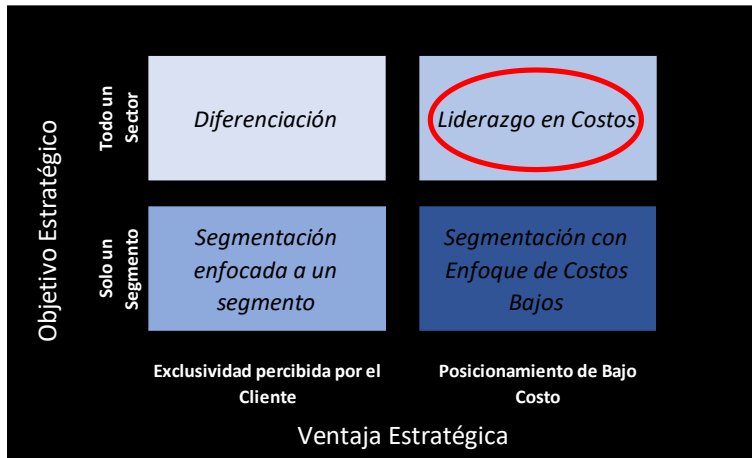 Objetivo Estratégico
Todo un
Sector
Diferenciación
Liderazgo en Costos
Solo un
Segmento
Segmentación
enfocada a un
segmento
Segmentación con
Enfoque de Costos
Bajos
Exclusividad percibida por el
Cliente
Posicionamiento de Bajo
Costo
Ventaja Estratégica